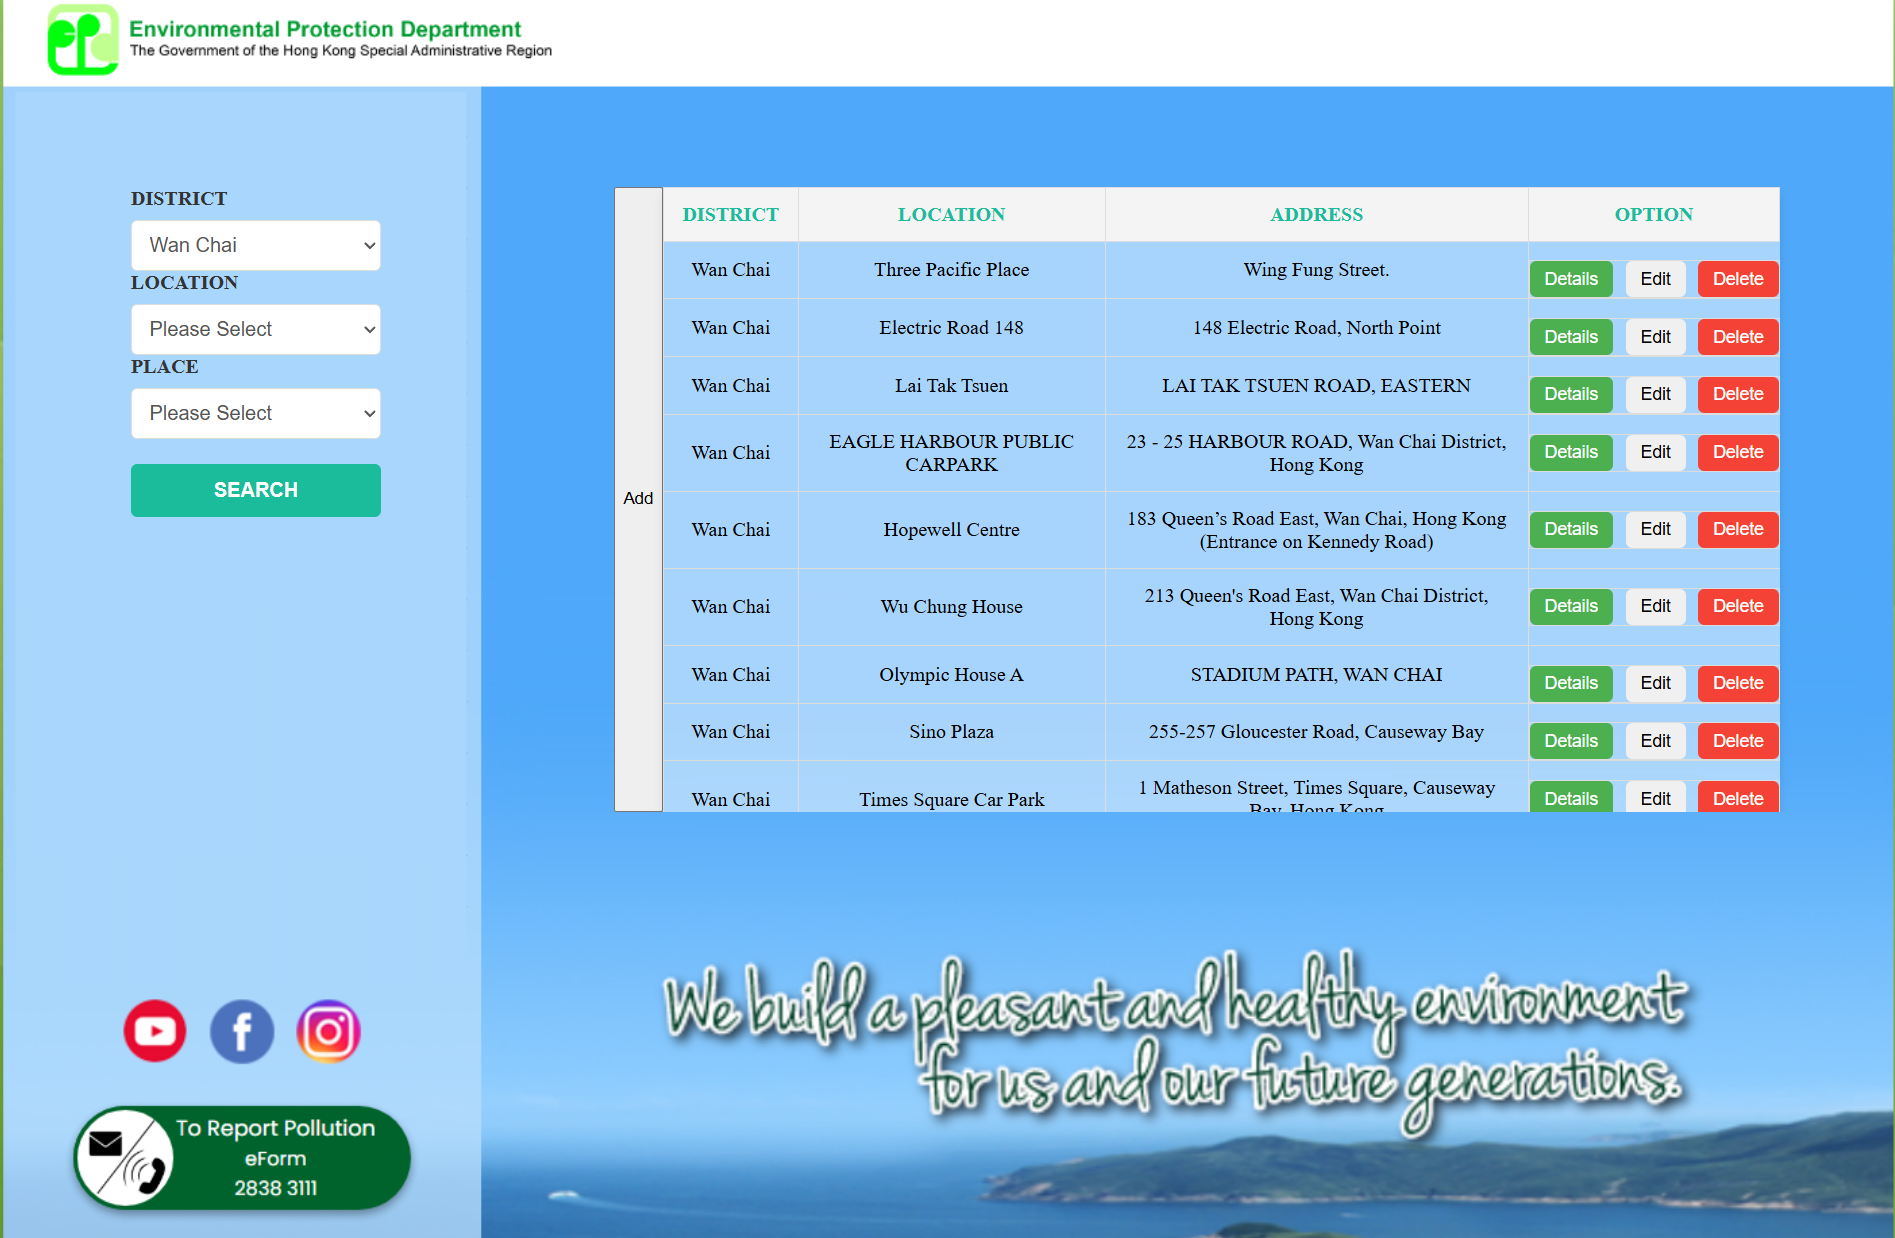 Environmental Protection Department
The Government of the Hong Kong Special Administrative Region
DISTRICT
Wan Chai
LOCATION
Please Select
PLACE
Please Select
SEARCH
To Report Pollution
eForm
2838 3111
Add
DISTRICT LOCATION ADDRESS OPTION
Wan Chai Three Pacific Place Wing Fung Street. Details Edit Delete
Wan Chai Electric Road 148 148 Electric Road, North Point Details Edit Delete
Wan Chai Lai Tak Tsuen LAI TAK TSUEN ROAD, EASTERN Details Edit Delete
Wan Chai EAGLE HARBOUR PUBLIC
CARPARK 23 - 25 HARBOUR ROAD, Wan Chai District,
Hong Kong Details Edit Delete
Wan Chai Hopewell Centre 183 Queen’s Road East, Wan Chai, Hong Kong
(Entrance on Kennedy Road) Details Edit Delete
Wan Chai Wu Chung House 213 Queen's Road East, Wan Chai District,
Hong Kong Details Edit Delete
Wan Chai Olympic House A STADIUM PATH, WAN CHAI Details Edit Delete
Wan Chai Sino Plaza 255-257 Gloucester Road, Causeway Bay Details Edit Delete
Wan Chai Times Square Car Park 1 Matheson Street, Times Square, Causeway
Bay, Hong Kong Details Edit Delete
We build a pleasant and healthy environment
for us and our future generations.